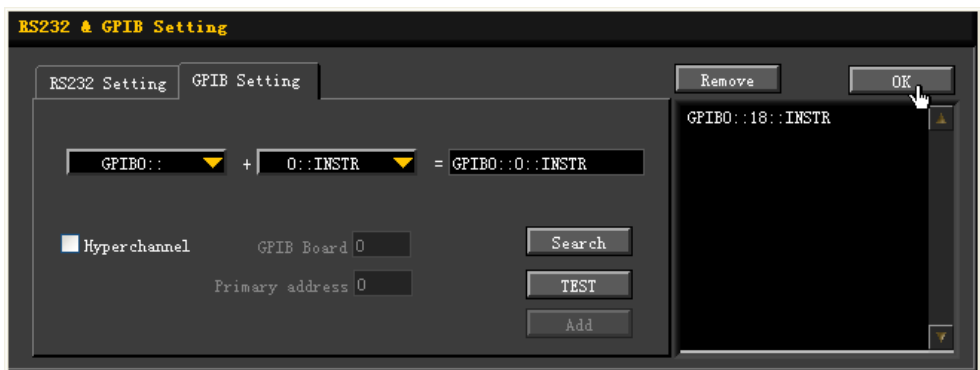 RS232 & GPIB Setting
RS232 Setting
GPIB Setting
Remove
OK
GPIB0::18::INSTR
GPIB0:: + 0::INSTR = GPIB0::0::INSTR
Hyperchannel
GPIB Board 0
Search
Primary address 0
TEST
Add